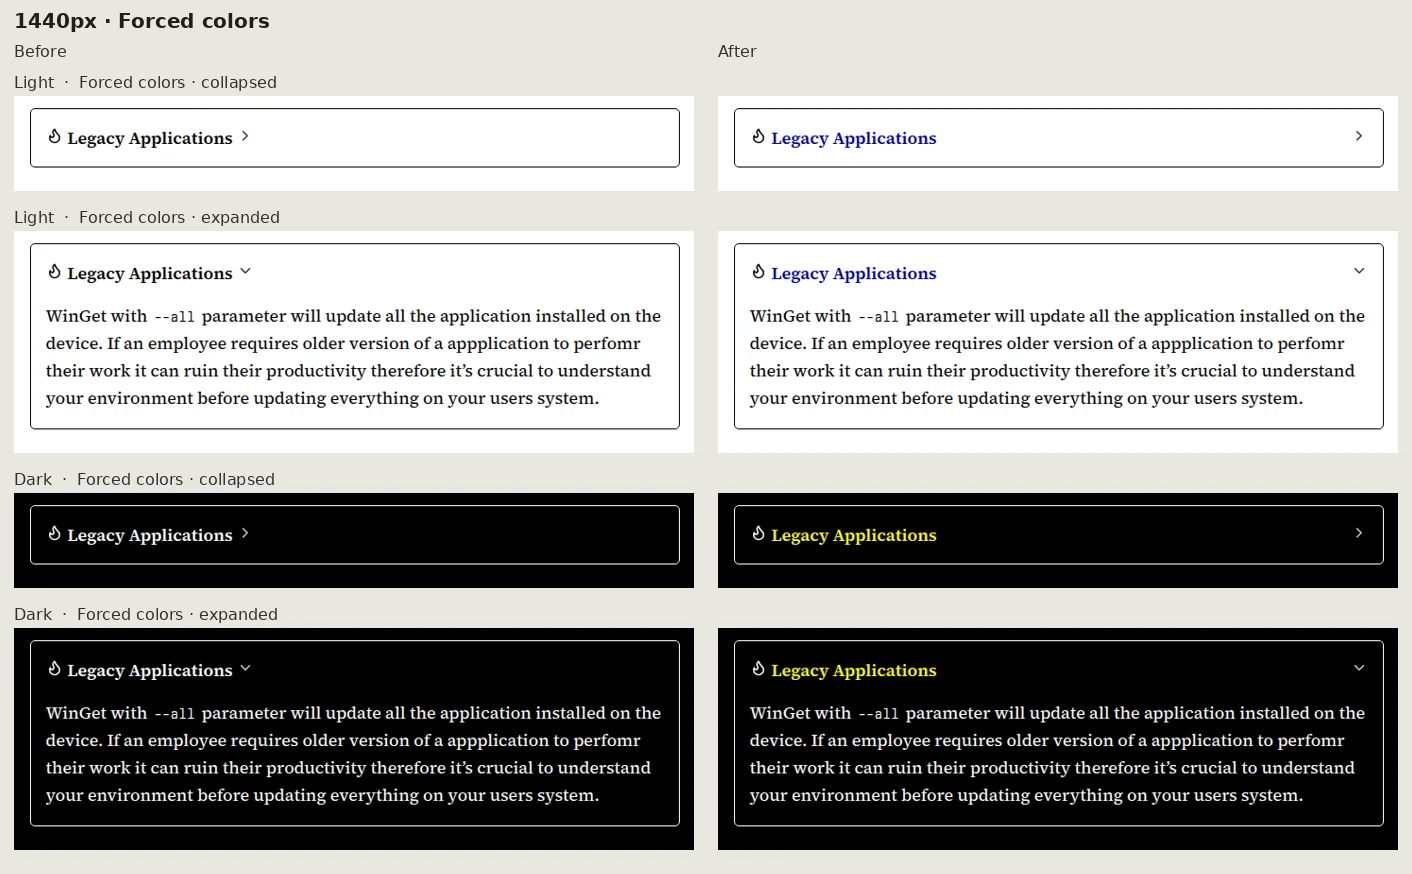 1440px · Forced colors
Before
After
Light · Forced colors · collapsed
Legacy Applications
Legacy Applications
Light · Forced colors · expanded
Legacy Applications
WinGet with --all parameter will update all the application installed on the
device. If an employee requires older version of a appplication to perfomr
their work it can ruin their productivity therefore it’s crucial to understand
your environment before updating everything on your users system.
Legacy Applications
WinGet with --all parameter will update all the application installed on the
device. If an employee requires older version of a appplication to perfomr
their work it can ruin their productivity therefore it’s crucial to understand
your environment before updating everything on your users system.
Dark · Forced colors · collapsed
Legacy Applications
Legacy Applications
Dark · Forced colors · expanded
Legacy Applications
WinGet with --all parameter will update all the application installed on the
device. If an employee requires older version of a appplication to perfomr
their work it can ruin their productivity therefore it’s crucial to understand
your environment before updating everything on your users system.
Legacy Applications
WinGet with --all parameter will update all the application installed on the
device. If an employee requires older version of a appplication to perfomr
their work it can ruin their productivity therefore it’s crucial to understand
your environment before updating everything on your users system.